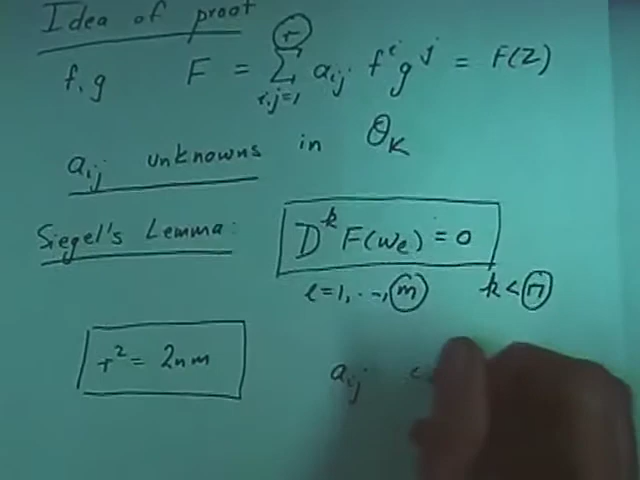 Idea of proof
f, g F = Σ_{i,j=1}^{r} a_{ij} f^i g^j = F(z)
a_{ij} unknowns in O_K
Siegel's Lemma: D^k F(w_l) = 0
l=1, ..., m k < n
r² = 2nm a_{ij}